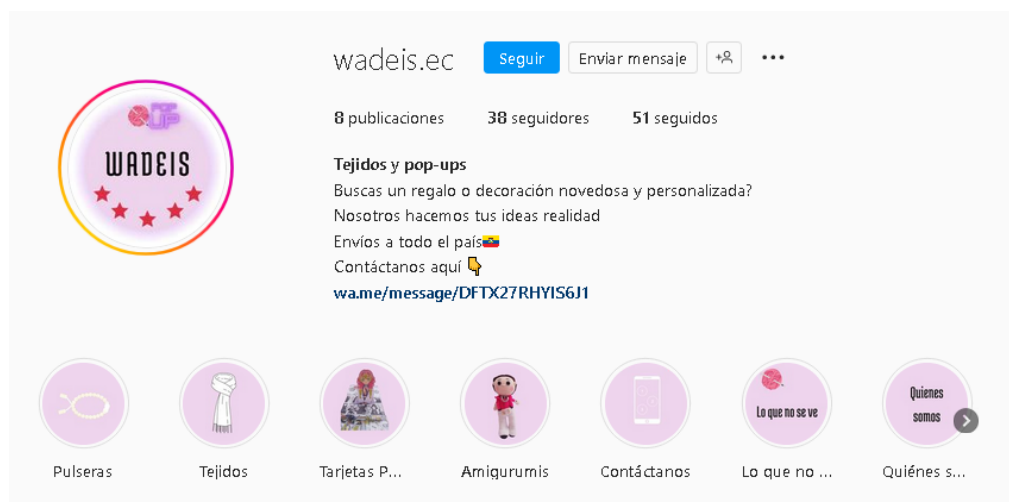 wadeis.ec Seguir Enviar mensaje
POP
UP
WADEIS
8 publicaciones 38 seguidores 51 seguidos
Tejidos y pop-ups
Buscas un regalo o decoración novedosa y personalizada?
Nosotros hacemos tus ideas realidad
Envíos a todo el país🇪🇨
Contáctanos aquí 👇
wa.me/message/DFTX27RHYIS6J1
Lo que no se ve
Quienes
somos
Pulseras Tejidos Tarjetas P... Amigurumis Contáctanos Lo que no ... Quiénes s...